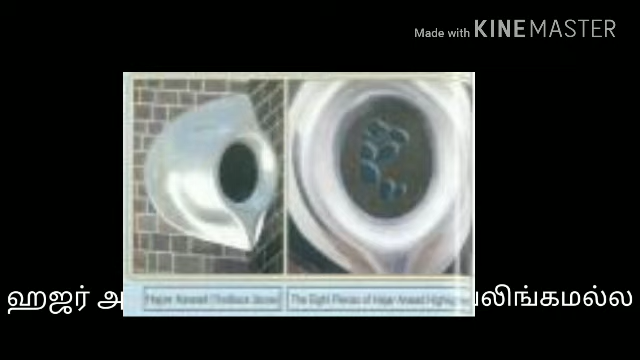 Made with KINEMASTER
ஹஜர் அ லிங்கமல்ல
Hajar Aswad (The Black Stone)
The Eight Pieces of Hajar Aswad Highlig